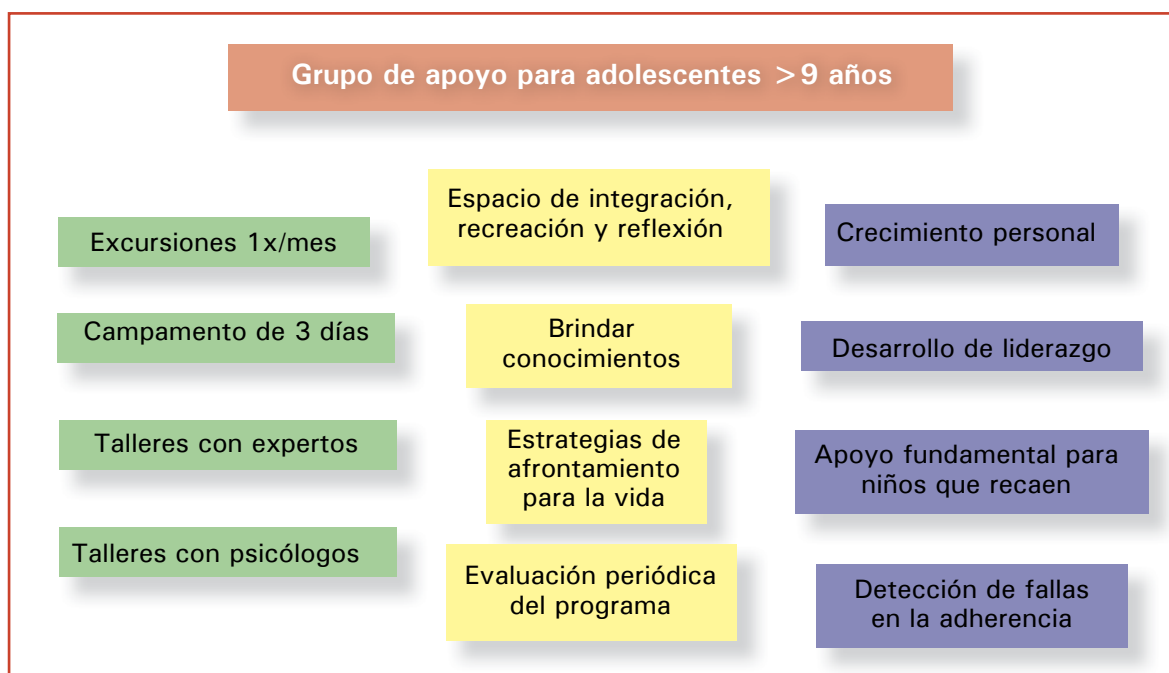 Grupo de apoyo para adolescentes >9 años
Excursiones 1x/mes
Campamento de 3 días
Talleres con expertos
Talleres con psicólogos
Espacio de integración,
recreación y reflexión
Brindar
conocimientos
Estrategias de
afrontamiento
para la vida
Evaluación periódica
del programa
Crecimiento personal
Desarrollo de liderazgo
Apoyo fundamental para
niños que recaen
Detección de fallas
en la adherencia